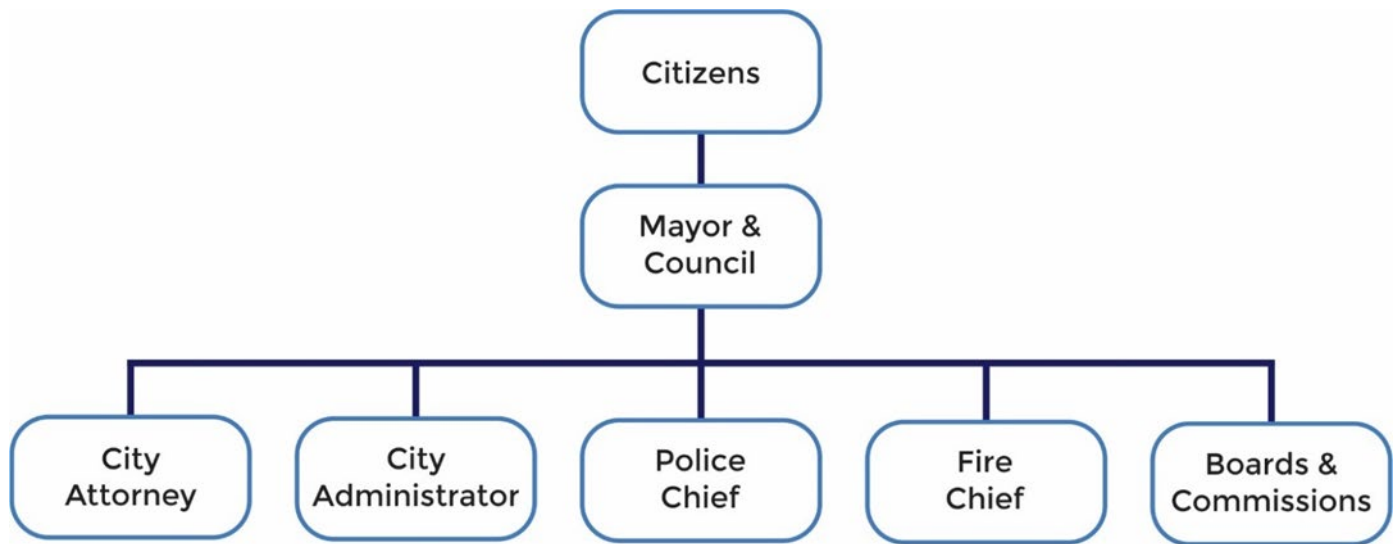 Citizens
Mayor &
Council
City
Attorney
City
Administrator
Police
Chief
Fire
Chief
Boards &
Commissions